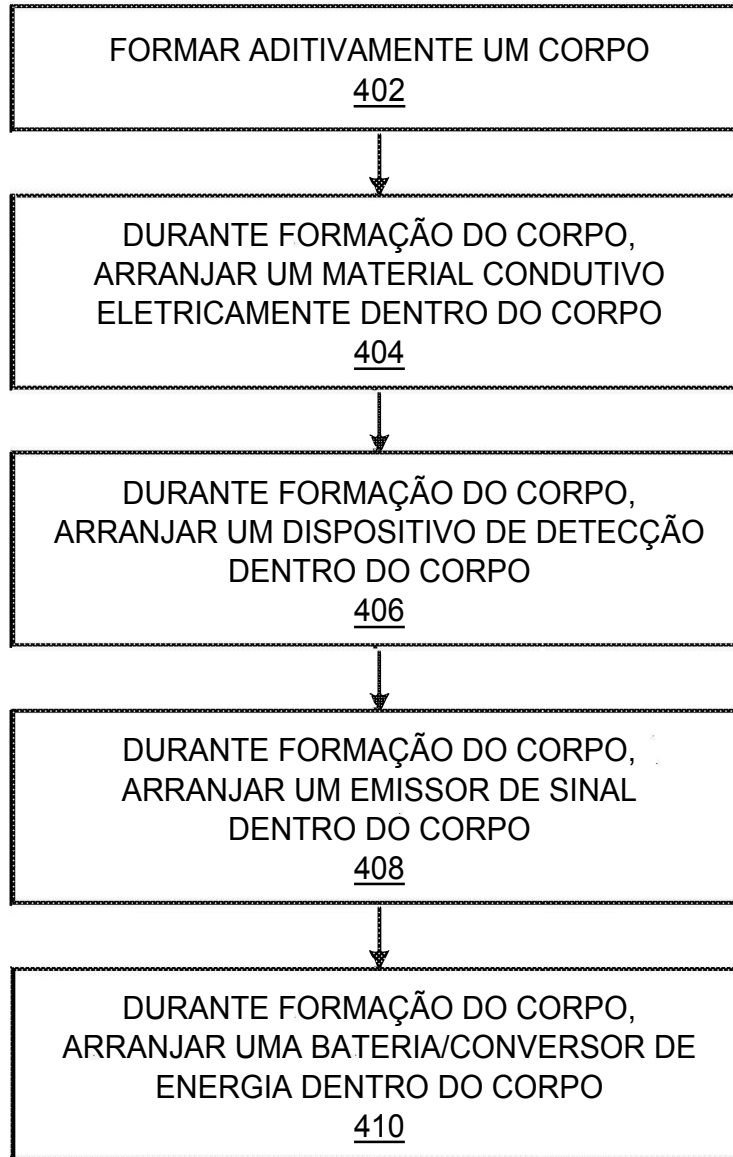 FORMAR ADITIVAMENTE UM CORPO
402
DURANTE FORMAÇÃO DO CORPO,
ARRANJAR UM MATERIAL CONDUTIVO
ELETRICAMENTE DENTRO DO CORPO
404
DURANTE FORMAÇÃO DO CORPO,
ARRANJAR UM DISPOSITIVO DE DETECÇÃO
DENTRO DO CORPO
406
DURANTE FORMAÇÃO DO CORPO,
ARRANJAR UM EMISSOR DE SINAL
DENTRO DO CORPO
408
DURANTE FORMAÇÃO DO CORPO,
ARRANJAR UMA BATERIA/CONVERSOR DE
ENERGIA DENTRO DO CORPO
410